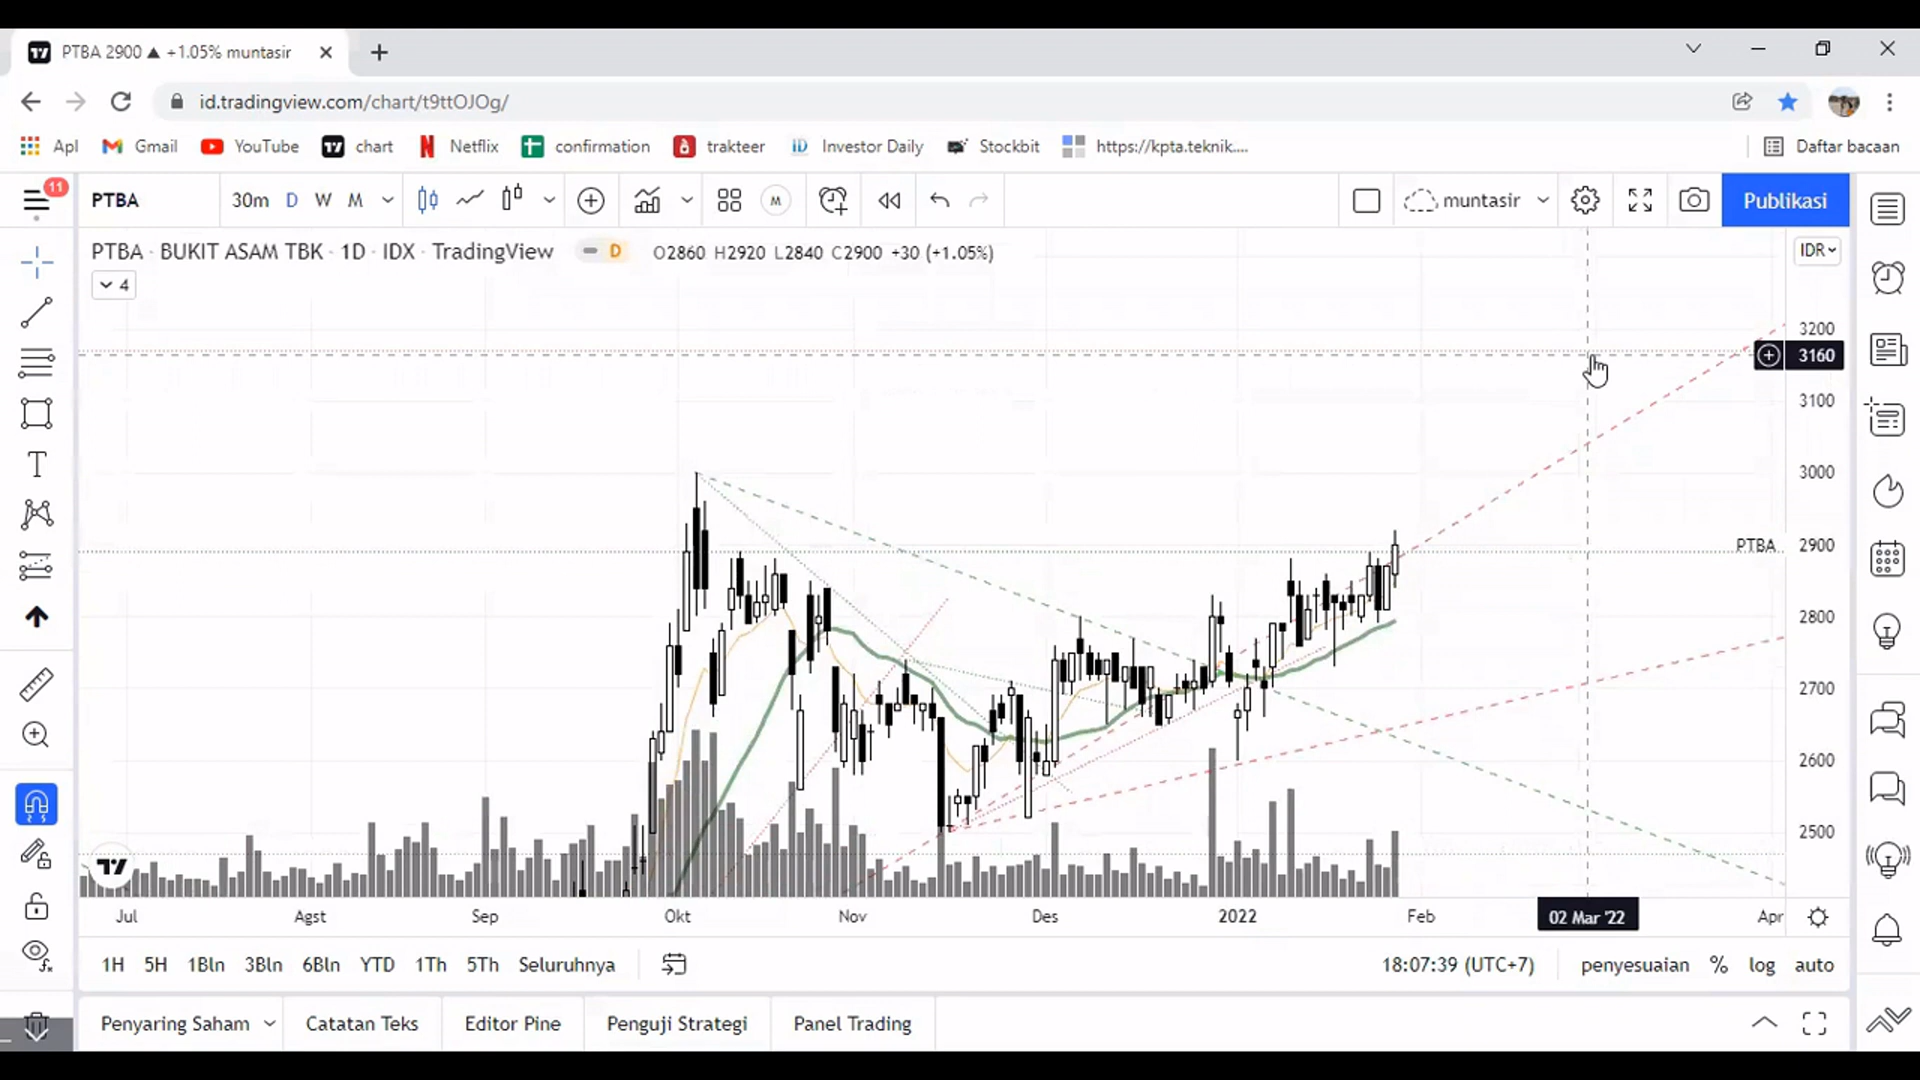 PTBA 2900 ▲ +1.05% muntasir
id.tradingview.com/chart/t9ttOJOg/
Apl Gmail YouTube chart Netflix confirmation trakteer Investor Daily Stockbit https://kpta.teknik.... Daftar bacaan
11
PTBA 30m D W M M muntasir Publikasi
PTBA · BUKIT ASAM TBK · 1D · IDX · TradingView D O2860 H2920 L2840 C2900 +30 (+1.05%) IDR
4
3200
3160
3100
3000
PTBA 2900
2800
2700
2600
2500
Jul Agst Sep Okt Nov Des 2022 Feb 02 Mar '22 Apr
1H 5H 1Bln 3Bln 6Bln YTD 1Th 5Th Seluruhnya 18:07:39 (UTC+7) penyesuaian % log auto
Penyaring Saham Catatan Teks Editor Pine Penguji Strategi Panel Trading